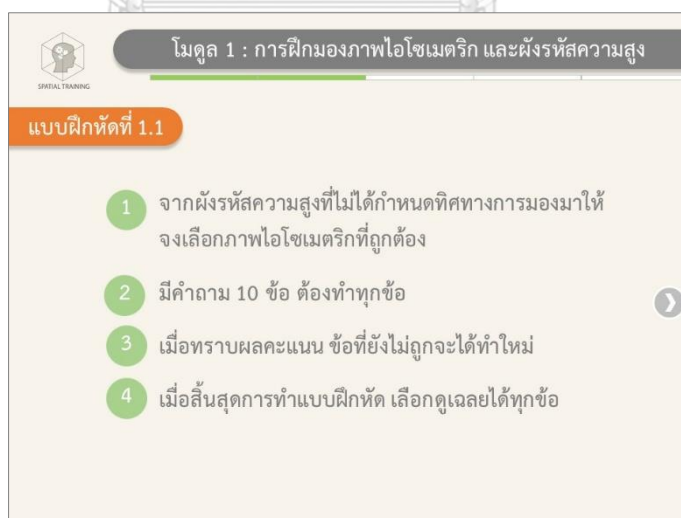 โมดูล 1 : การฝึกมองภาพไอโซเมตริก และผังรหัสความสูง
SPATIAL TRAINING
แบบฝึกหัดที่ 1.1
1 จากผังรหัสความสูงที่ไม่ได้กำหนดทิศทางการมองมาให้
จงเลือกภาพไอโซเมตริกที่ถูกต้อง
2 มีคำถาม 10 ข้อ ต้องทำทุกข้อ
3 เมื่อทราบผลคะแนน ข้อที่ยังไม่ถูกจะได้ทำใหม่
4 เมื่อสิ้นสุดการทำแบบฝึกหัด เลือกดูเฉลยได้ทุกข้อ